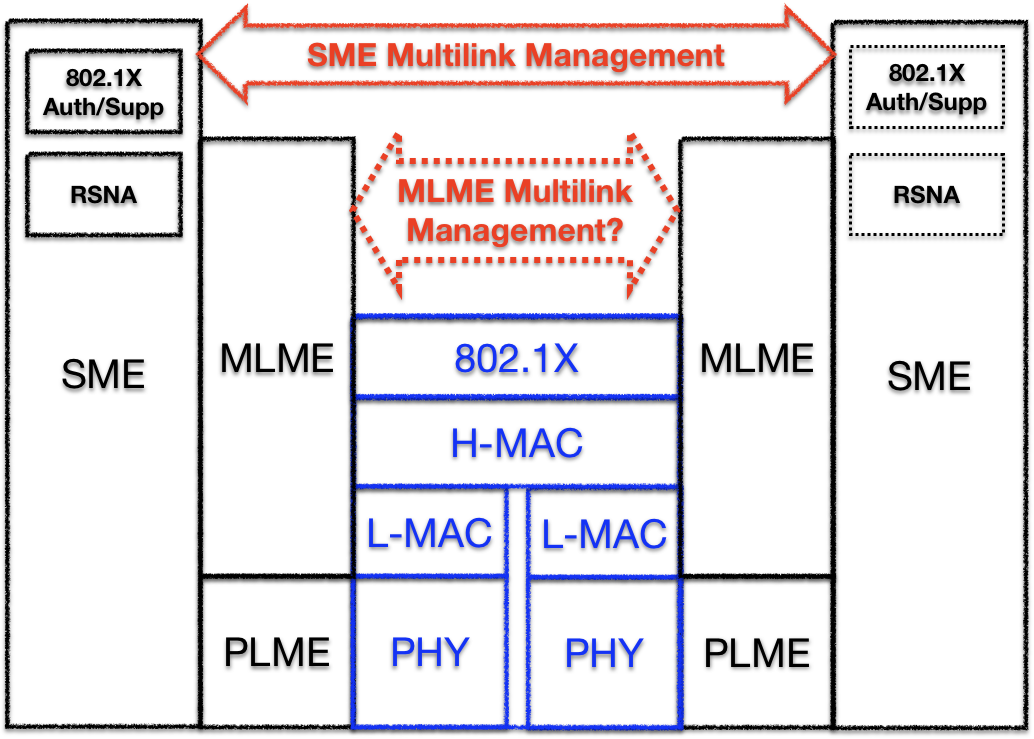 SME Multilink Management
802.1X
Auth/Supp
802.1X
Auth/Supp
RSNA
MLME Multilink
Management?
RSNA
SME
MLME
802.1X
MLME
SME
H-MAC
L-MAC
L-MAC
PLME
PHY
PHY
PLME